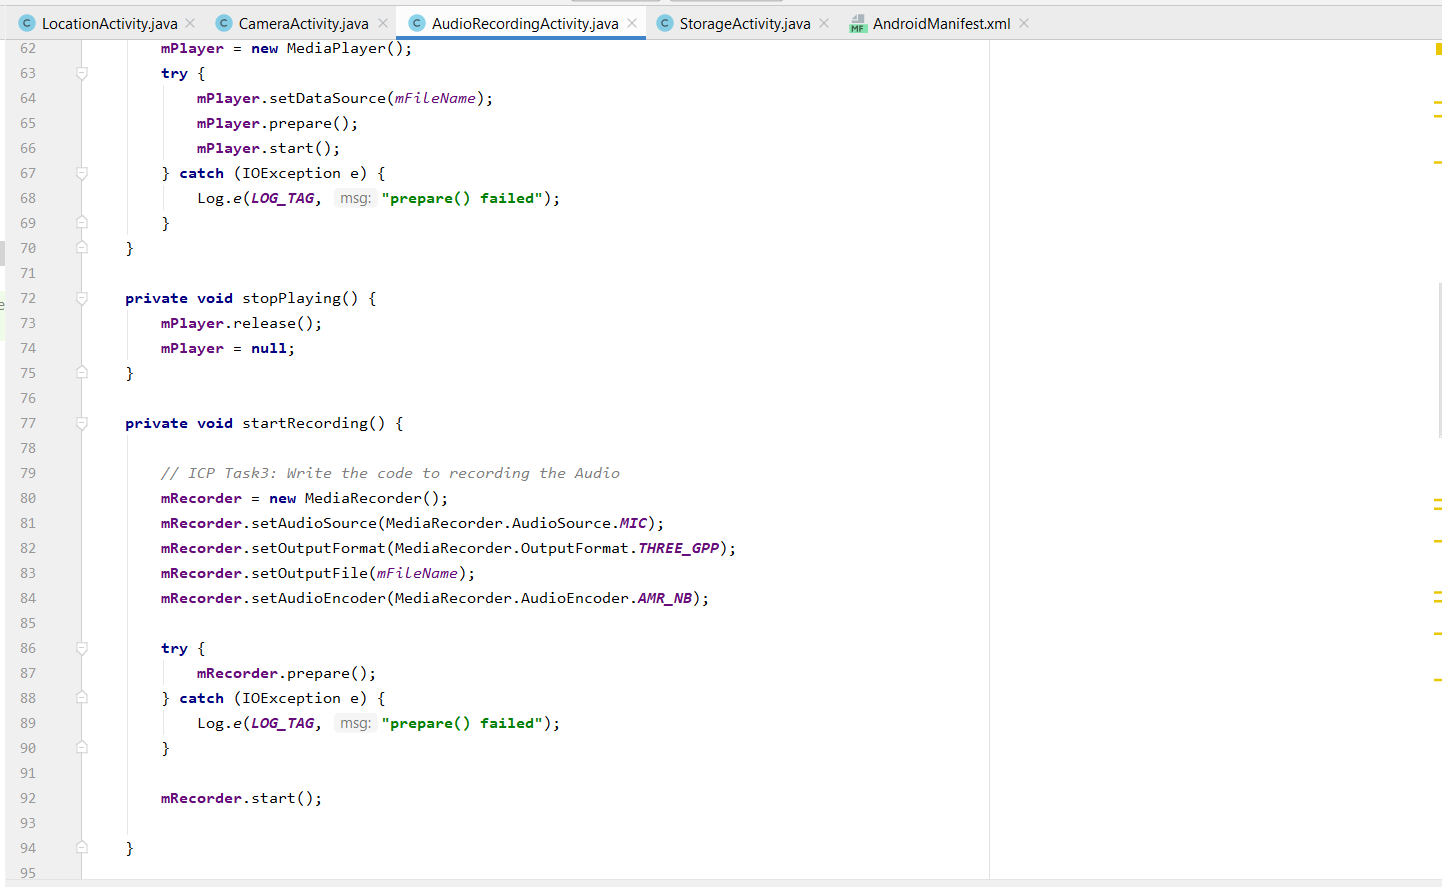 LocationActivity.java CameraActivity.java AudioRecordingActivity.java StorageActivity.java AndroidManifest.xml
62 mPlayer = new MediaPlayer();
63 try {
64 mPlayer.setDataSource(mFileName);
65 mPlayer.prepare();
66 mPlayer.start();
67 } catch (IOException e) {
68 Log.e(LOG_TAG, msg: "prepare() failed");
69 }
70 }
71
72 private void stopPlaying() {
73 mPlayer.release();
74 mPlayer = null;
75 }
76
77 private void startRecording() {
78
79 // ICP Task3: Write the code to recording the Audio
80 mRecorder = new MediaRecorder();
81 mRecorder.setAudioSource(MediaRecorder.AudioSource.MIC);
82 mRecorder.setOutputFormat(MediaRecorder.OutputFormat.THREE_GPP);
83 mRecorder.setOutputFile(mFileName);
84 mRecorder.setAudioEncoder(MediaRecorder.AudioEncoder.AMR_NB);
85
86 try {
87 mRecorder.prepare();
88 } catch (IOException e) {
89 Log.e(LOG_TAG, msg: "prepare() failed");
90 }
91
92 mRecorder.start();
93
94 }
95